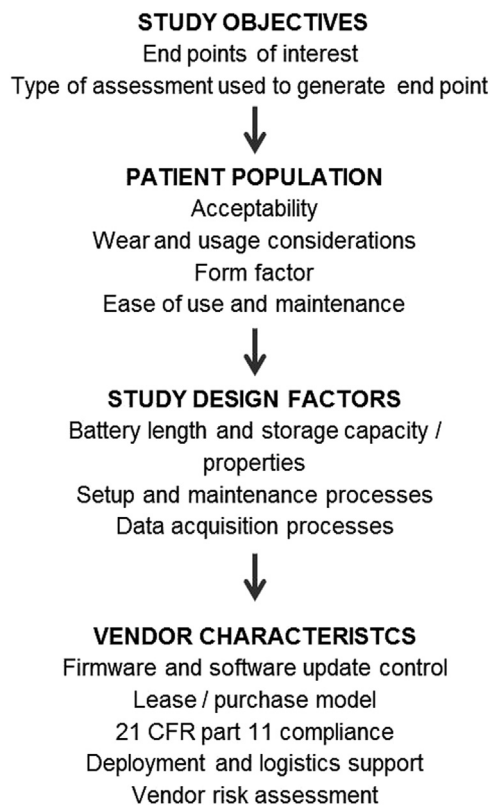 STUDY OBJECTIVES
End points of interest
Type of assessment used to generate end point
PATIENT POPULATION
Acceptability
Wear and usage considerations
Form factor
Ease of use and maintenance
STUDY DESIGN FACTORS
Battery length and storage capacity /
properties
Setup and maintenance processes
Data acquisition processes
VENDOR CHARACTERISTCS
Firmware and software update control
Lease / purchase model
21 CFR part 11 compliance
Deployment and logistics support
Vendor risk assessment